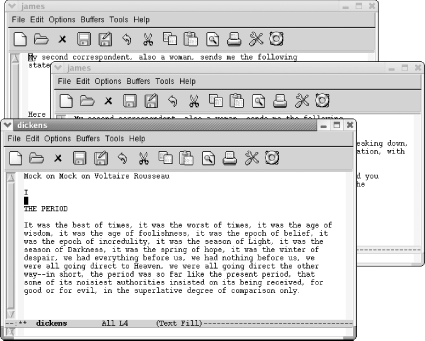 james
File Edit Options Buffers Tools Help
My second correspondent, also a woman, sends me the following
state
james
File Edit Options Buffers Tools Help
Here
My second correspondent, also a woman, sends me the following
eaking down,
ation, with
d you
he
dickens
File Edit Options Buffers Tools Help
Mock on Mock on Voltaire Rousseau
I
THE PERIOD
It was the best of times, it was the worst of times, it was the age of
wisdom, it was the age of foolishness, it was the epoch of belief, it
was the epoch of incredulity, it was the season of Light, it was the
season of Darkness, it was the spring of hope, it was the winter of
despair, we had everything before us, we had nothing before us, we
were all going direct to Heaven, we were all going direct the other
way--in short, the period was so far like the present period, that
some of its noisiest authorities insisted on its being received, for
good or for evil, in the superlative degree of comparison only.
--:** dickens All L4 (Text Fill)--------------------------------